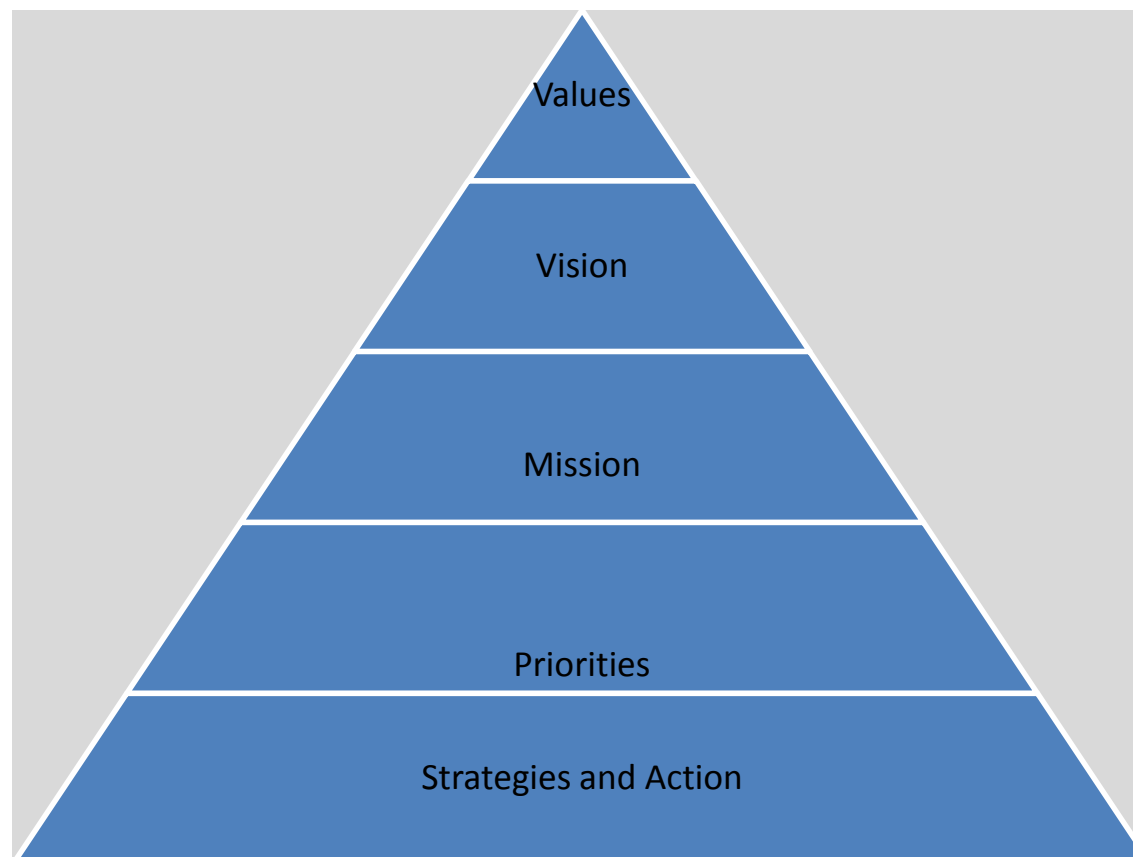 Values
Vision
Mission
Priorities
Strategies and Action